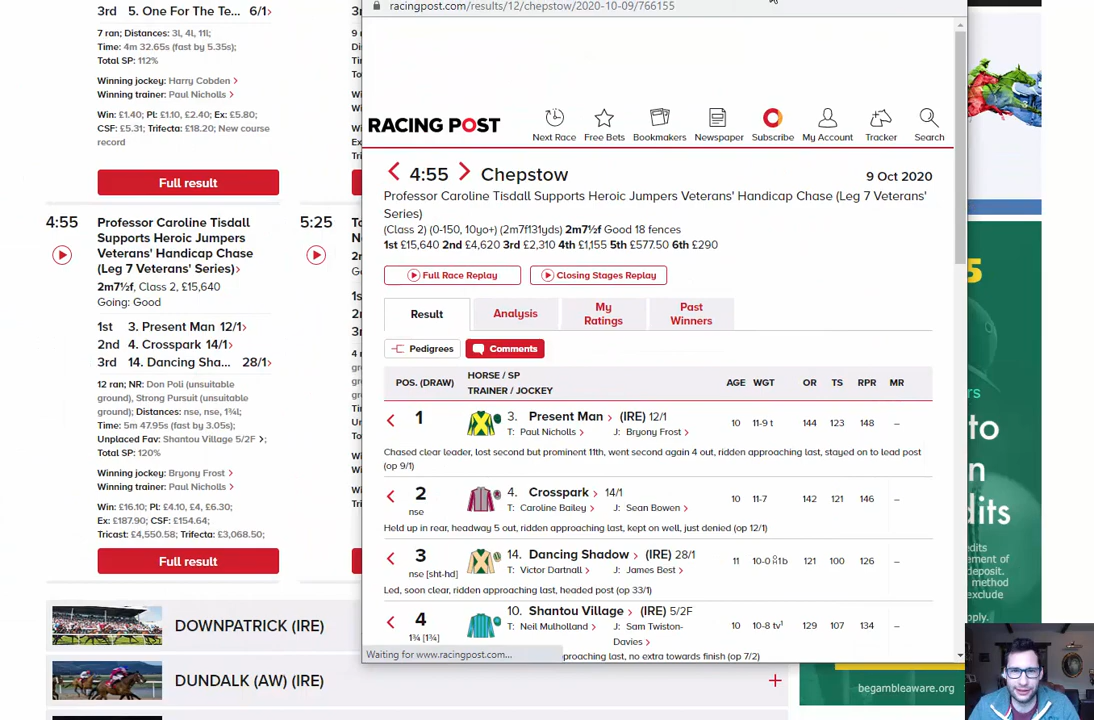 3rd 5. One For The Te... 6/1›
7 ran; Distances: 3l, 4l, 11l;
Time: 4m 32.65s (fast by 5.35s);
Total SP: 112%
Winning jockey: Harry Cobden ›
Winning trainer: Paul Nicholls ›
Win: £1.40; Pl: £1.10, £2.40; Ex: £5.80;
CSF: £5.31; Trifecta: £18.20; New course
record
Full result
4:55
Professor Caroline Tisdall
Supports Heroic Jumpers
Veterans' Handicap Chase
(Leg 7 Veterans' Series)›
2m7½f, Class 2, £15,640
Going: Good
1st 3. Present Man 12/1›
2nd 4. Crosspark 14/1›
3rd 14. Dancing Sha... 28/1›
12 ran; NR: Don Poli (unsuitable
ground), Strong Pursuit (unsuitable
ground); Distances: nse, nse, 1¾l;
Time: 5m 47.95s (fast by 3.05s);
Unplaced Fav: Shantou Village 5/2F ›;
Total SP: 120%
Winning jockey: Bryony Frost ›
Winning trainer: Paul Nicholls ›
Win: £16.10; Pl: £4.10, £4, £6.30;
Ex: £187.90; CSF: £154.64;
Tricast: £4,550.58; Trifecta: £3,068.50;
Full result
5:25
DOWNPATRICK (IRE)
DUNDALK (AW) (IRE)
racingpost.com/results/12/chepstow/2020-10-09/766155
RACING POST
Next Race Free Bets Bookmakers Newspaper Subscribe My Account Tracker Search
4:55 Chepstow 9 Oct 2020
Professor Caroline Tisdall Supports Heroic Jumpers Veterans' Handicap Chase (Leg 7 Veterans'
Series)
(Class 2) (0-150, 10yo+) (2m7f131yds) 2m7½f Good 18 fences
1st £15,640 2nd £4,620 3rd £2,310 4th £1,155 5th £577.50 6th £290
Full Race Replay Closing Stages Replay
Result Analysis My Ratings Past Winners
Pedigrees Comments
POS. (DRAW) HORSE / SP AGE WGT OR TS RPR MR
TRAINER / JOCKEY
1 3. Present Man › (IRE) 12/1 10 11-9 t 144 123 148 –
T: Paul Nicholls › J: Bryony Frost ›
Chased clear leader, lost second but prominent 11th, went second again 4 out, ridden approaching last, stayed on to lead post
(op 9/1)
2 4. Crosspark › 14/1 10 11-7 142 121 146 –
nse T: Caroline Bailey › J: Sean Bowen ›
Held up in rear, headway 5 out, ridden approaching last, kept on well, just denied (op 12/1)
3 14. Dancing Shadow › (IRE) 28/1 11 10-0 1b 121 100 126 –
nse [sht-hd] T: Victor Dartnall › J: James Best ›
Led, soon clear, ridden approaching last, headed post (op 33/1)
4 10. Shantou Village › (IRE) 5/2F 10 10-8 tv1 129 107 134 –
1¾ [1¾] T: Neil Mulholland › J: Sam Twiston-
Davies ›
Waiting for www.racingpost.com...
pproaching last, no extra towards finish (op 7/2)
begambleaware.org